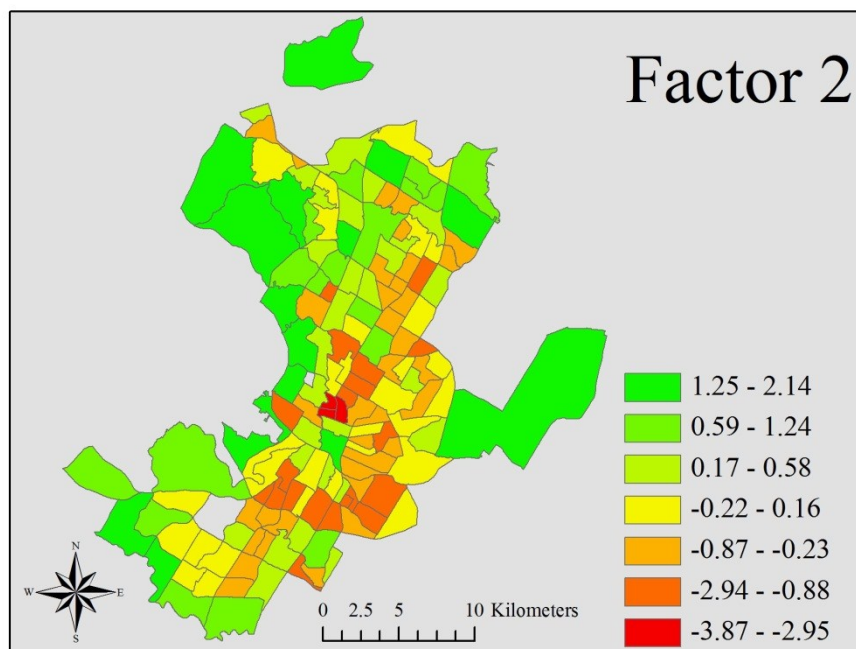 Factor 2
1.25 - 2.14
0.59 - 1.24
0.17 - 0.58
-0.22 - 0.16
-0.87 - -0.23
-2.94 - -0.88
-3.87 - -2.95
N
W E
S
0 2.5 5 10 Kilometers